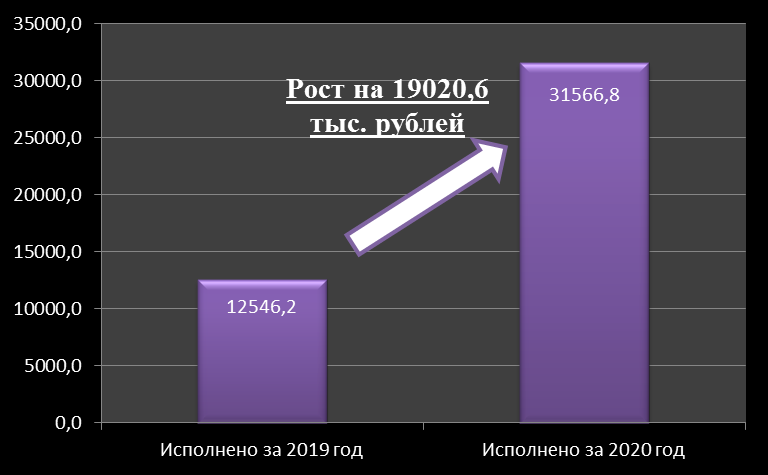 35000,0
30000,0
25000,0
20000,0
15000,0
10000,0
5000,0
0,0
Рост на 19020,6
тыс. рублей
31566,8
12546,2
Исполнено за 2019 год
Исполнено за 2020 год